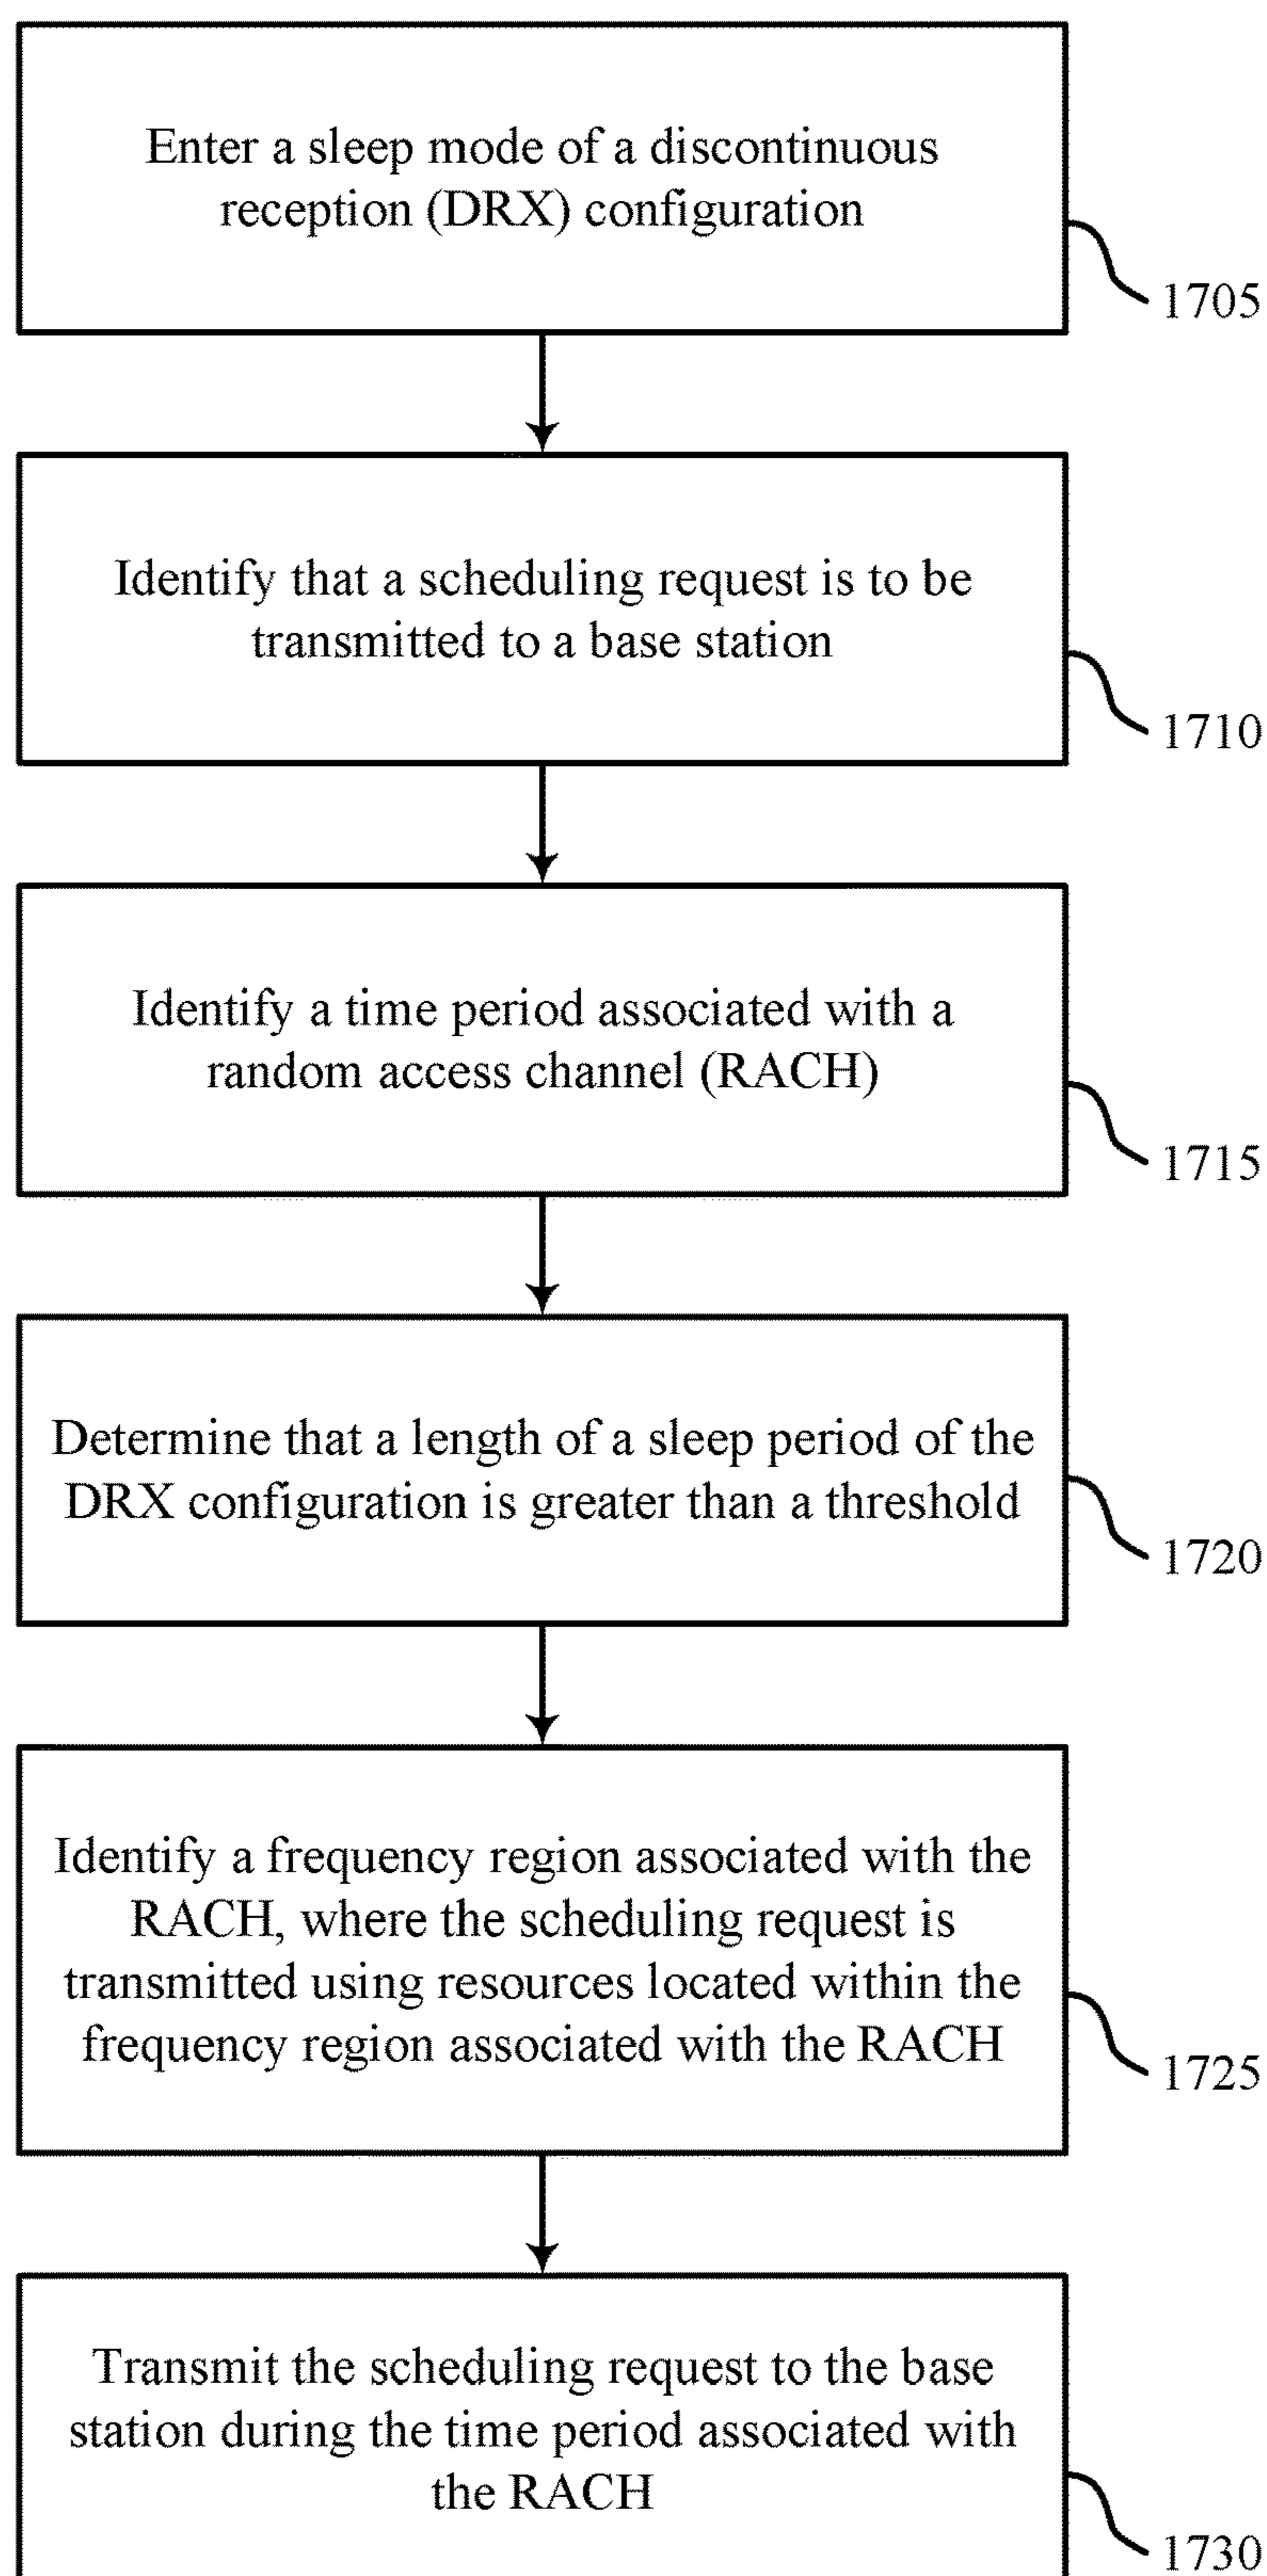 Enter a sleep mode of a discontinuous
reception (DRX) configuration
1705
Identify that a scheduling request is to be
transmitted to a base station
1710
Identify a time period associated with a
random access channel (RACH)
1715
Determine that a length of a sleep period of the
DRX configuration is greater than a threshold
1720
Identify a frequency region associated with the
RACH, where the scheduling request is
transmitted using resources located within the
frequency region associated with the RACH
1725
Transmit the scheduling request to the base
station during the time period associated with
the RACH
1730